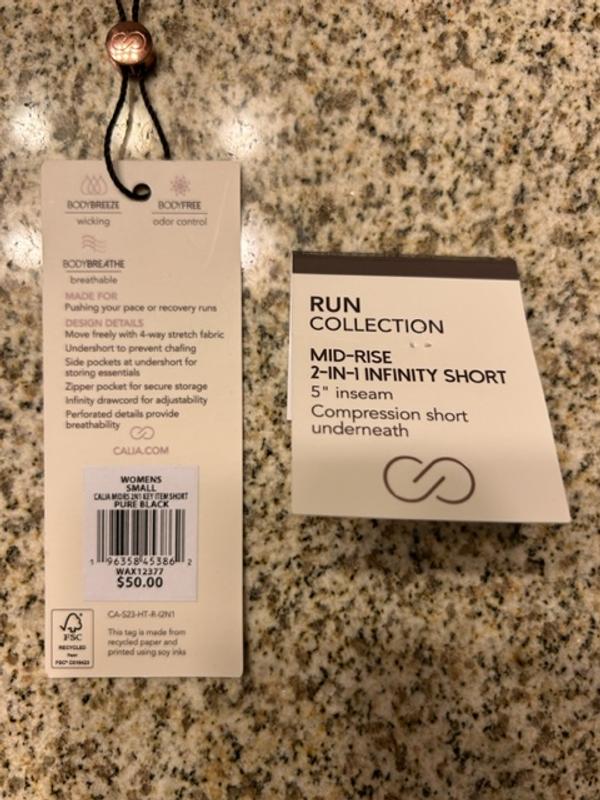 BODYBREEZE
wicking
BODYFREE
odor control
BODYBREATHE
breathable
MADE FOR
Pushing your pace or recovery runs
DESIGN DETAILS
Move freely with 4-way stretch fabric
Undershort to prevent chafing
Side pockets at undershort for
storing essentials
Zipper pocket for secure storage
Infinity drawcord for adjustability
Perforated details provide
breathability
CALIA.COM
WOMENS
SMALL
CALIA MIDRS 2N1 KEY ITEM SHORT
PURE BLACK
1 96358 45386 2
WAX12377
$50.00
FSC
RECYCLED
Paper
CA-S23-HT-R-I2N1
This tag is made from
recycled paper and
printed using soy inks
RUN
COLLECTION
MID-RISE
2-IN-1 INFINITY SHORT
5" inseam
Compression short
underneath